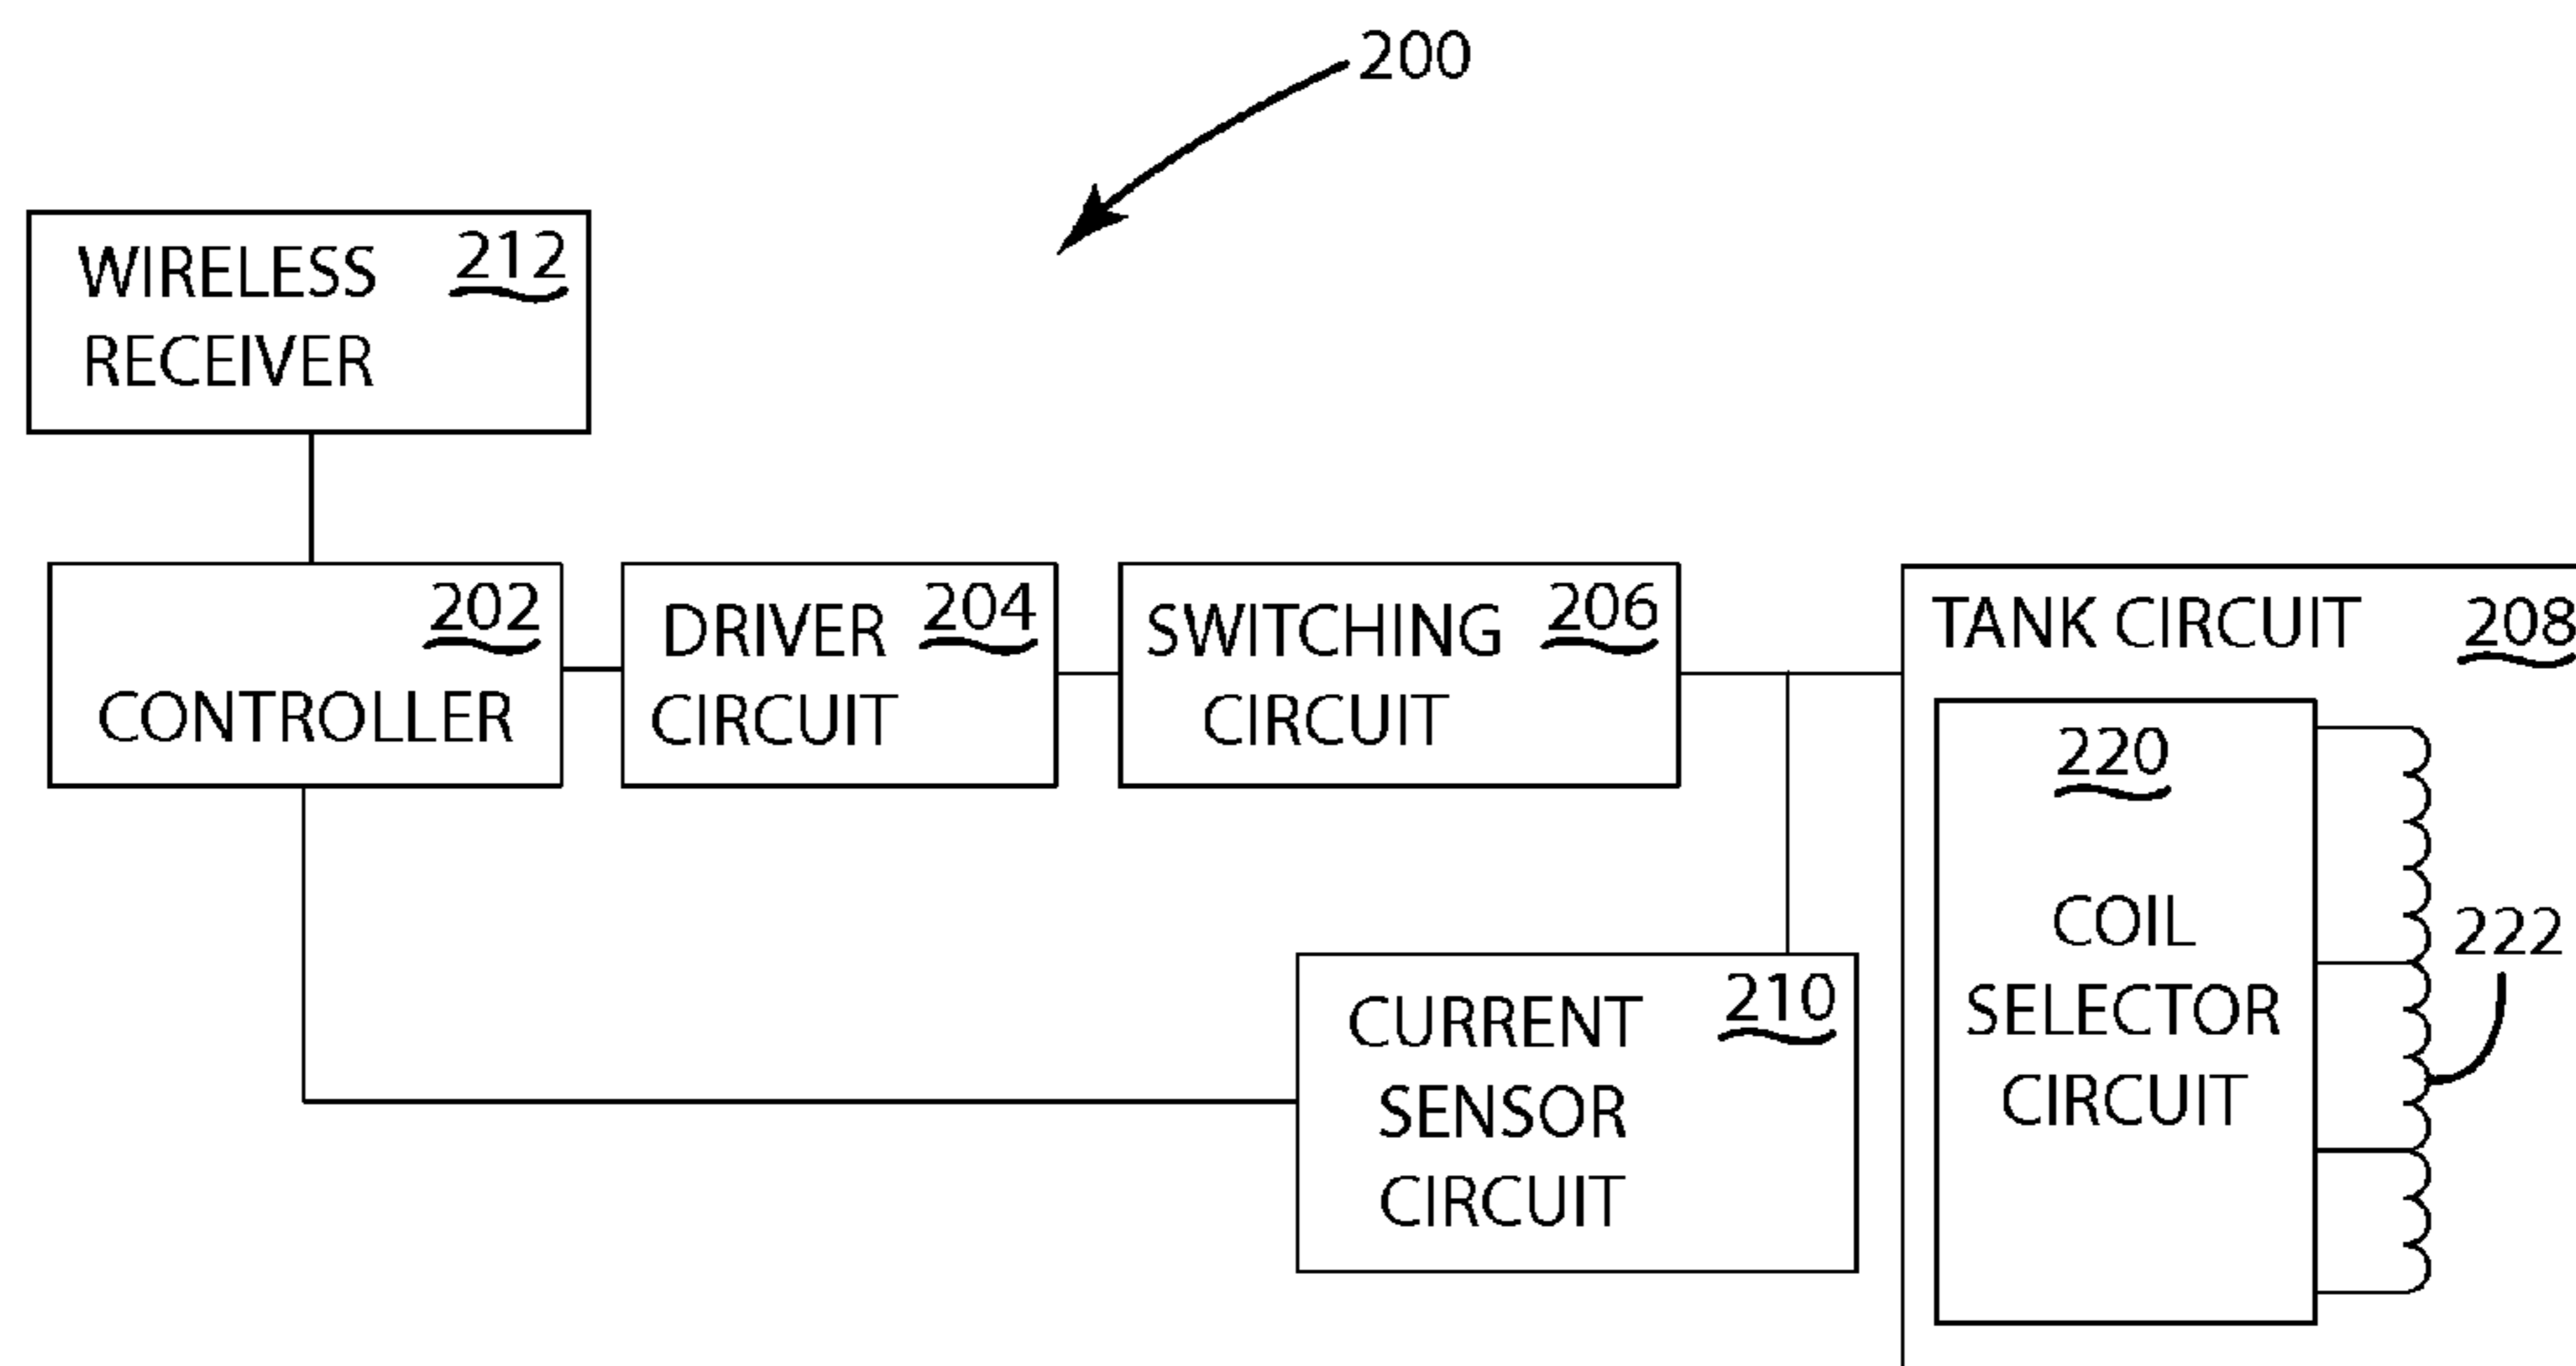 200
WIRELESS 212
RECEIVER
202
CONTROLLER
DRIVER 204
CIRCUIT
SWITCHING 206
CIRCUIT
TANK CIRCUIT 208
220
COIL
SELECTOR
CIRCUIT
222
CURRENT 210
SENSOR
CIRCUIT